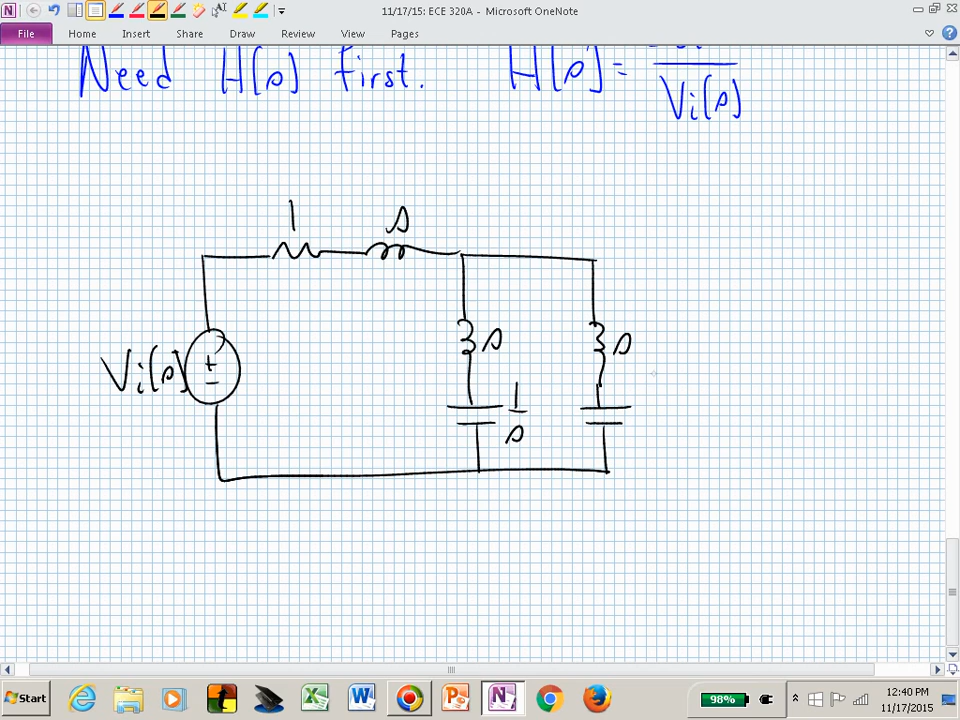 11/17/15: ECE 320A - Microsoft OneNote
File Home Insert Share Draw Review View Pages
Need H(s) first. H(s) =
Vi(s)
1 s
Vi(s) + - s s
1
s
Start 98% 12:40 PM
11/17/2015